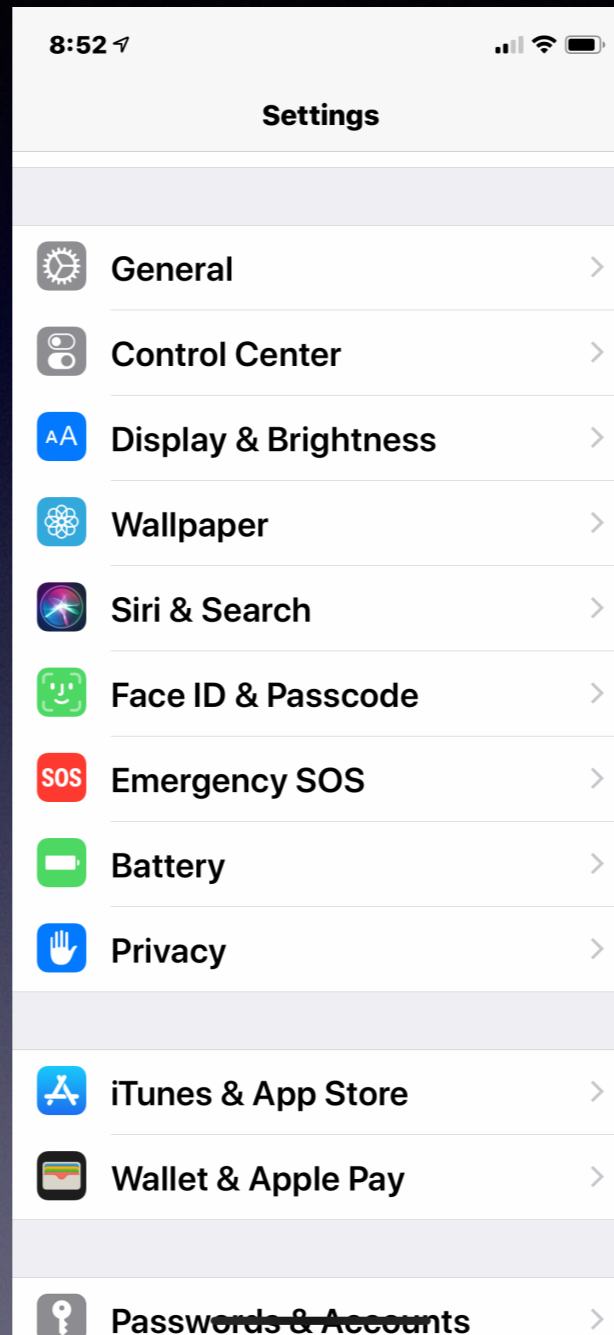 8:52
Settings
General
Control Center
AA Display & Brightness
Wallpaper
Siri & Search
Face ID & Passcode
SOS Emergency SOS
Battery
Privacy
iTunes & App Store
Wallet & Apple Pay
Passwords & Accounts